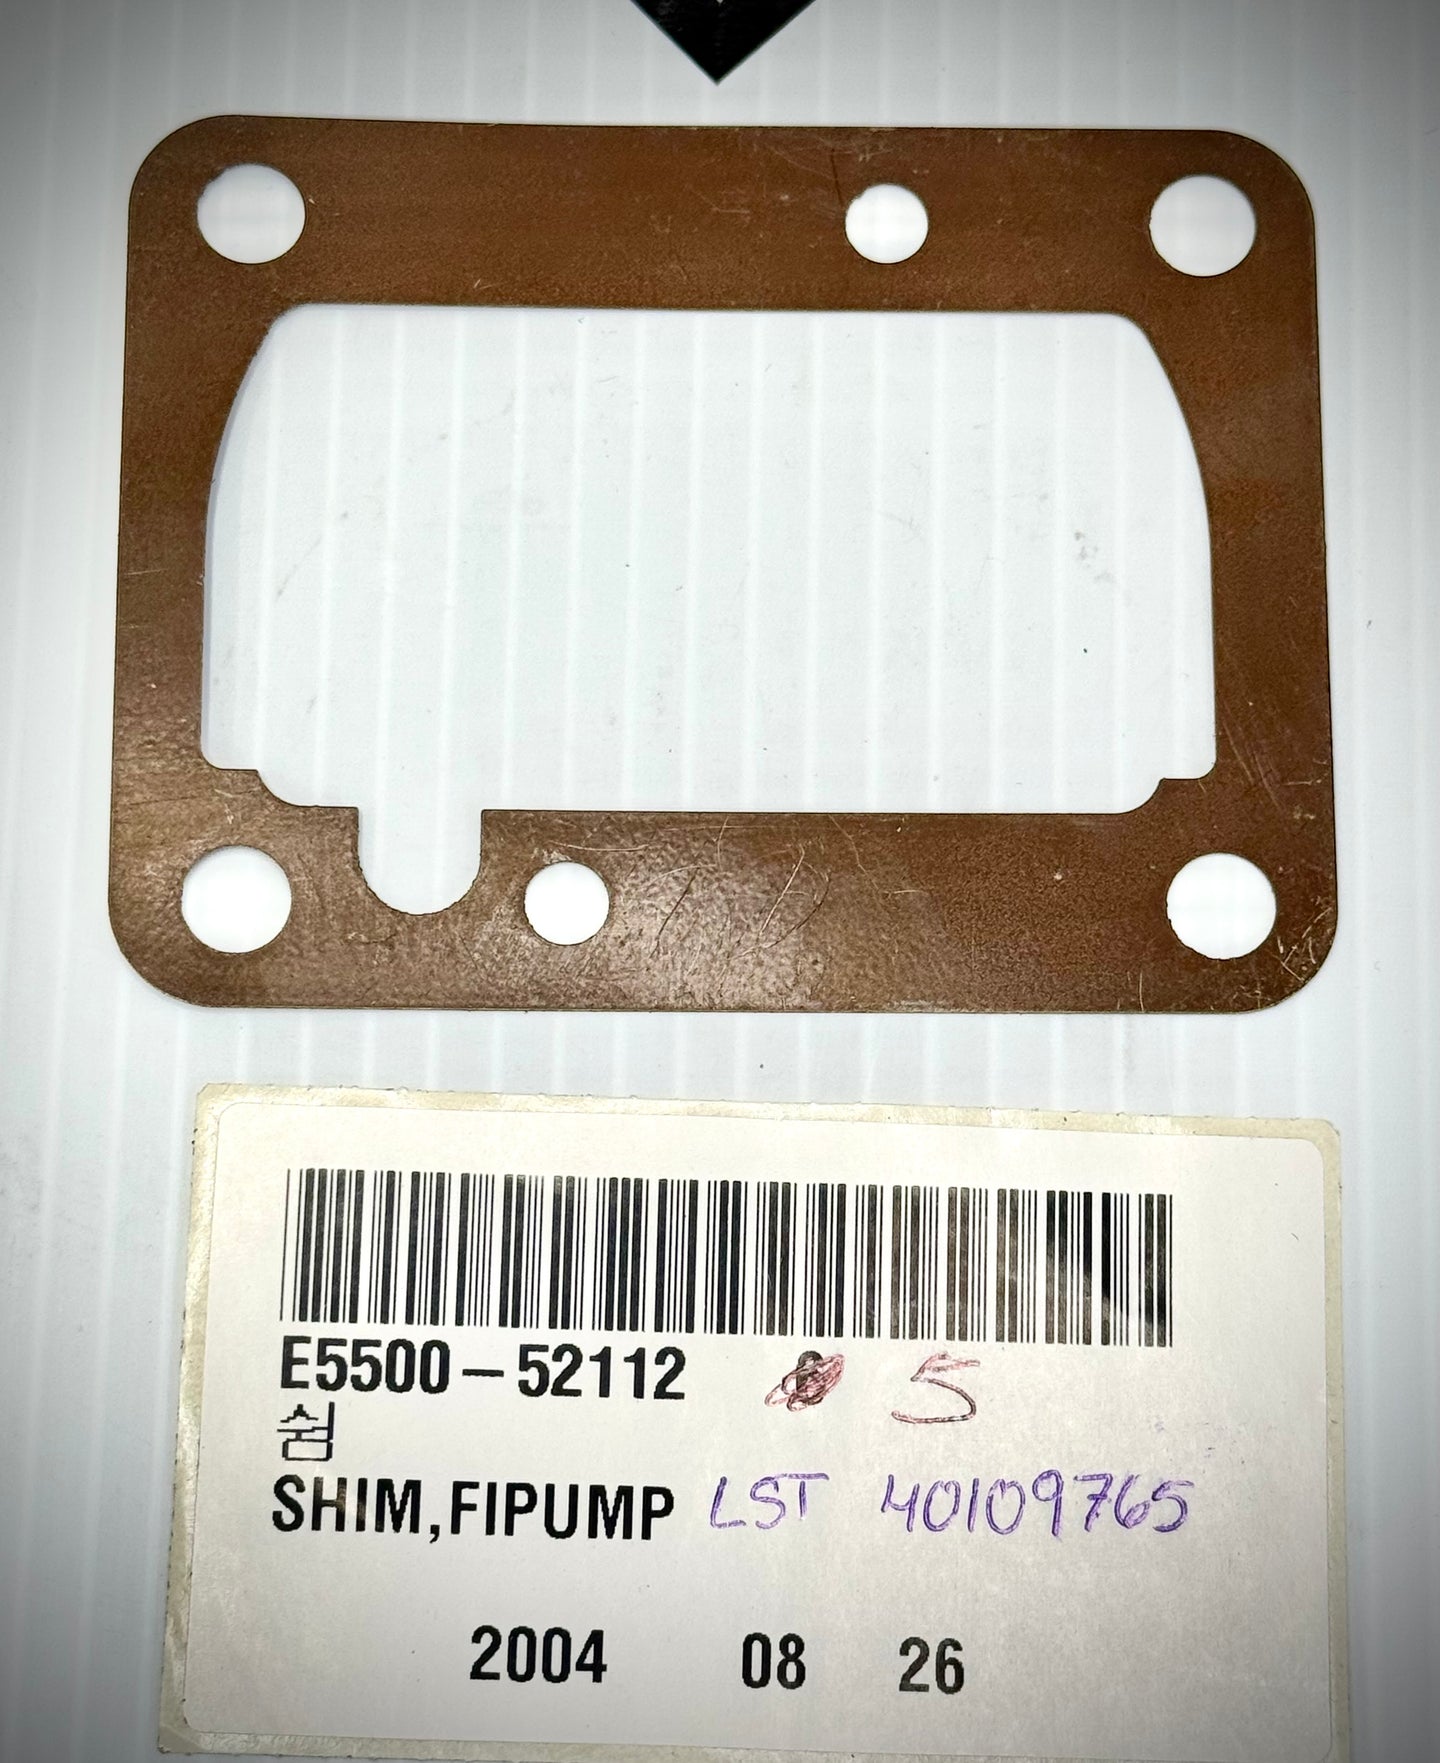 E5500-52112 5
쉼
SHIM,FIPUMP LST 40109765
2004 08 26